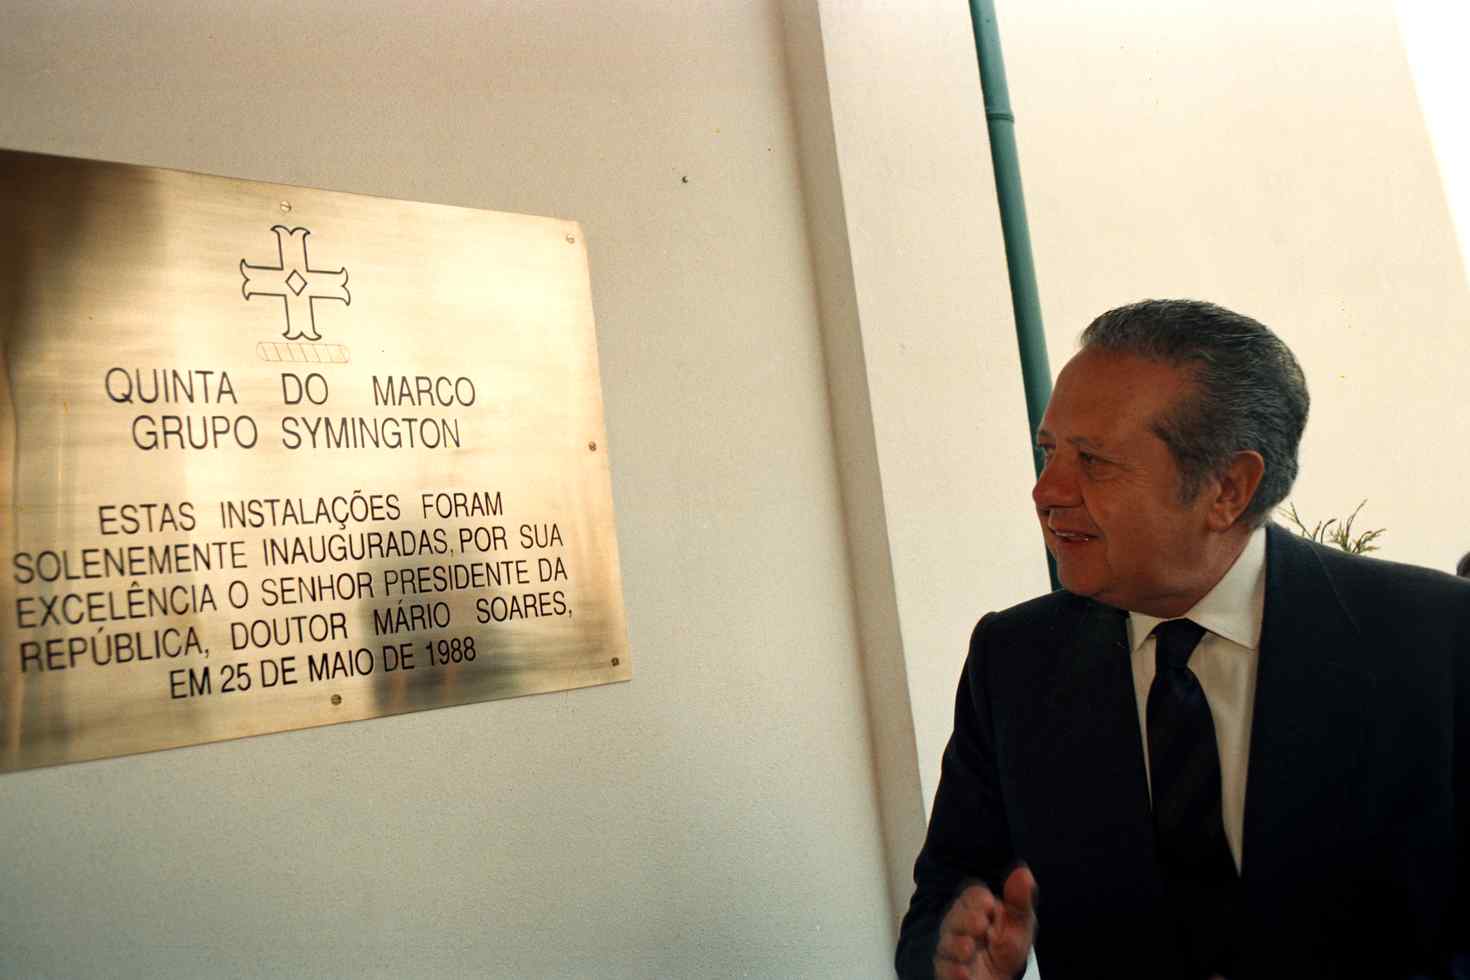 QUINTA DO MARCO
GRUPO SYMINGTON
ESTAS INSTALAÇÕES FORAM
SOLENEMENTE INAUGURADAS, POR SUA
EXCELÊNCIA O SENHOR PRESIDENTE DA
REPÚBLICA, DOUTOR MÁRIO SOARES,
EM 25 DE MAIO DE 1988